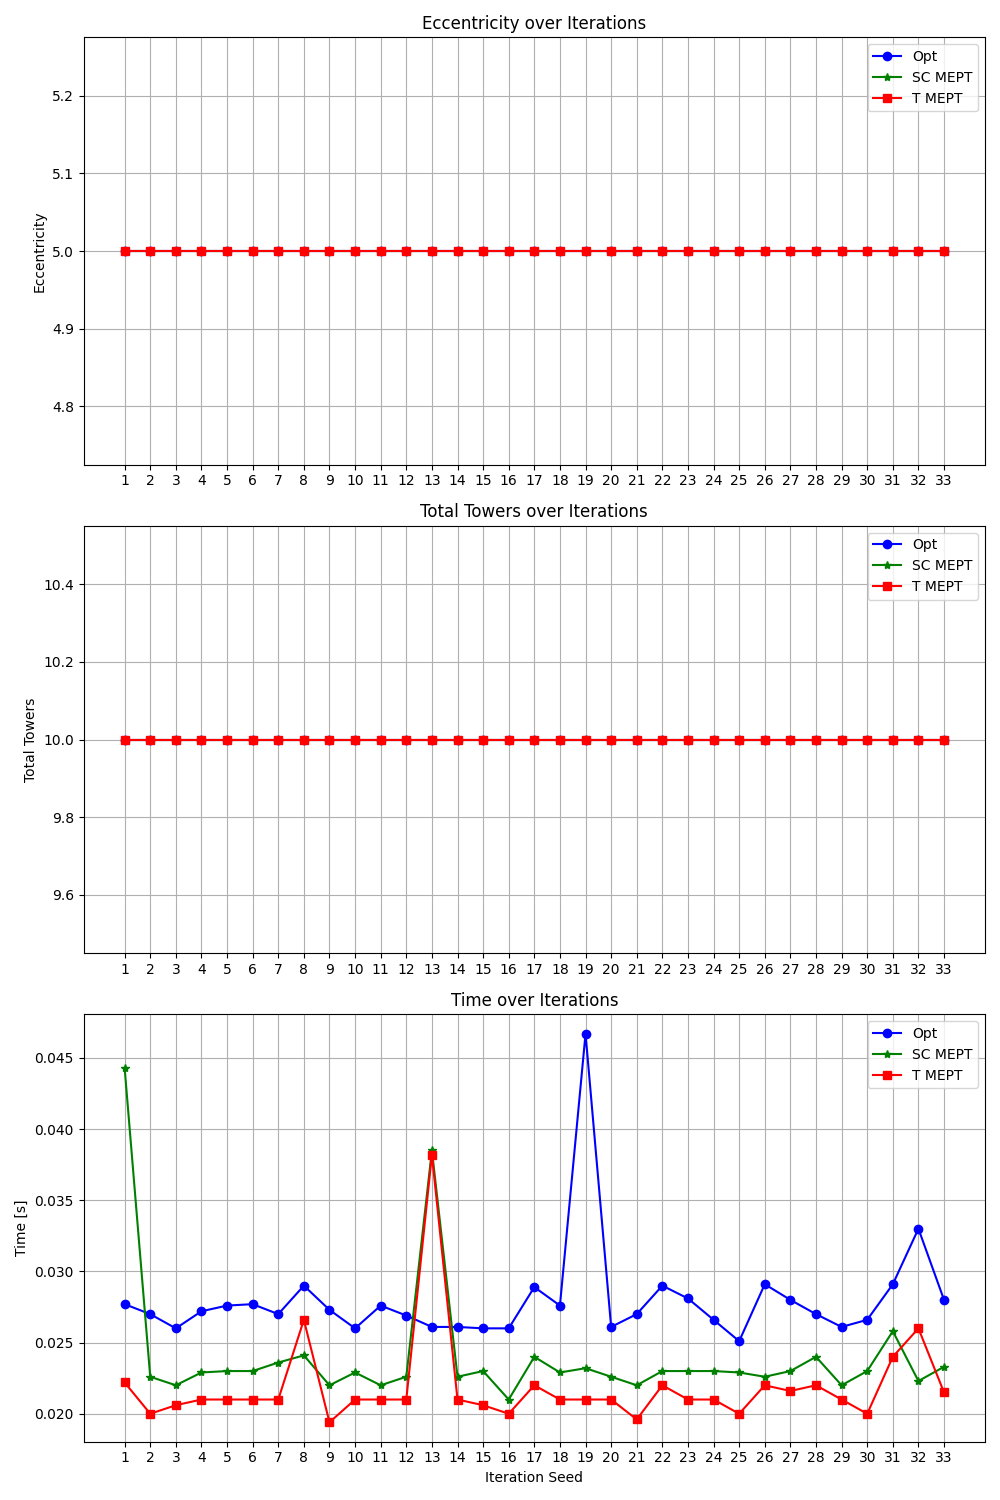 Eccentricity over Iterations
Opt
SC MEPT
T MEPT
5.2
5.1
5.0
4.9
4.8
Eccentricity
1 2 3 4 5 6 7 8 9 10 11 12 13 14 15 16 17 18 19 20 21 22 23 24 25 26 27 28 29 30 31 32 33
Total Towers over Iterations
Opt
SC MEPT
T MEPT
10.4
10.2
10.0
9.8
9.6
Total Towers
1 2 3 4 5 6 7 8 9 10 11 12 13 14 15 16 17 18 19 20 21 22 23 24 25 26 27 28 29 30 31 32 33
Time over Iterations
Opt
SC MEPT
T MEPT
0.045
0.040
0.035
0.030
0.025
0.020
Time [s]
1 2 3 4 5 6 7 8 9 10 11 12 13 14 15 16 17 18 19 20 21 22 23 24 25 26 27 28 29 30 31 32 33
Iteration Seed